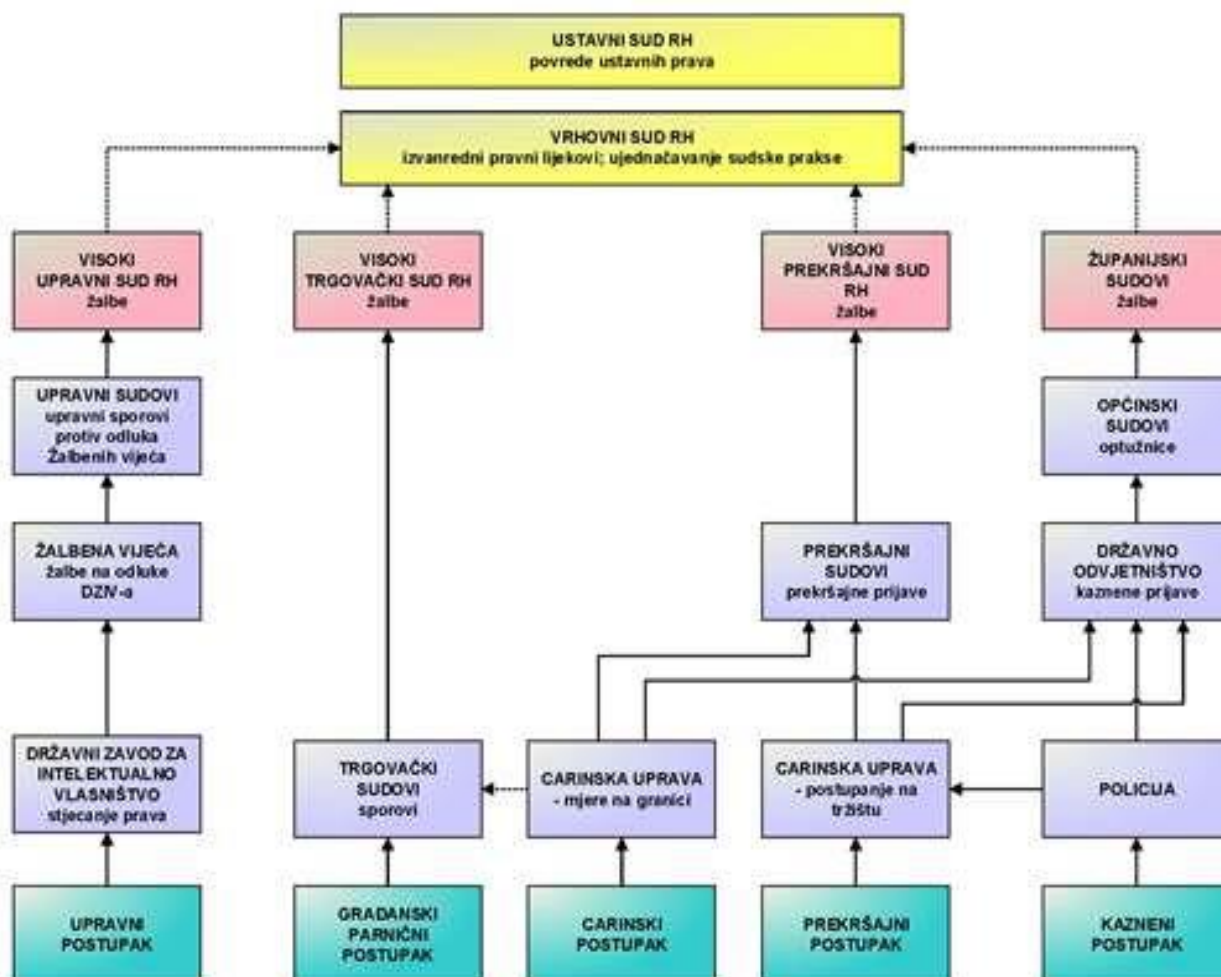 USTAVNI SUD RH
povrede ustavnih prava
VRHOVNI SUD RH
izvanredni pravni lijekovi; ujednačavanje sudske prakse
VISOKI
UPRAVNI SUD RH
žalbe
VISOKI
TRGOVAČKI SUD RH
žalbe
VISOKI
PREKRŠAJNI SUD
RH
žalbe
ŽUPANIJSKI
SUDOVI
žalbe
UPRAVNI SUDOVI
upravni sporovi
protiv odluka
Žalbenih vijeća
OPĆINSKI
SUDOVI
optužnice
ŽALBENA VIJEĆA
žalbe na odluke
DZIV-a
PREKRŠAJNI
SUDOVI
prekršajne prijave
DRŽAVNO
ODVJETNIŠTVO
kaznene prijave
DRŽAVNI ZAVOD ZA
INTELEKTUALNO
VLASNIŠTVO
stjecanje prava
TRGOVAČKI
SUDOVI
sporovi
CARINSKA UPRAVA
- mjere na granici
CARINSKA UPRAVA
- postupanje na
tržištu
POLICIJA
UPRAVNI
POSTUPAK
GRAĐANSKI
PARNIČNI
POSTUPAK
CARINSKI
POSTUPAK
PREKRŠAJNI
POSTUPAK
KAZNENI
POSTUPAK